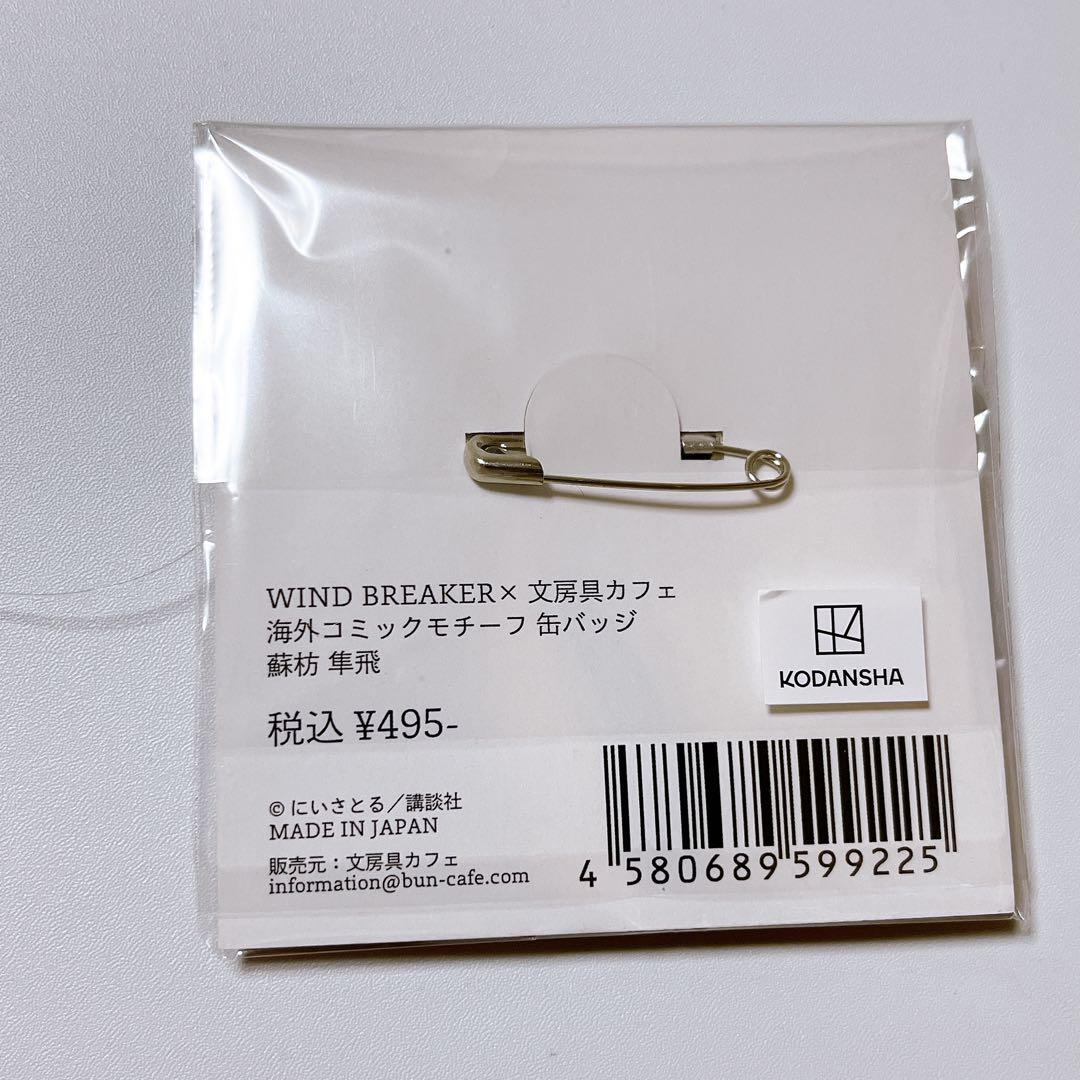 WIND BREAKER× 文房具カフェ
海外コミックモチーフ 缶バッジ
蘇枋 隼飛
税込 ¥495-
KODANSHA
© にいさとる／講談社
MADE IN JAPAN
販売元：文房具カフェ
information@bun-cafe.com
4 580689 599225